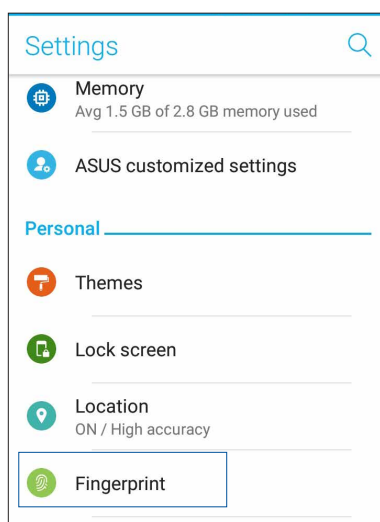 Settings
Memory
Avg 1.5 GB of 2.8 GB memory used
ASUS customized settings
Personal
Themes
Lock screen
Location
ON / High accuracy
Fingerprint